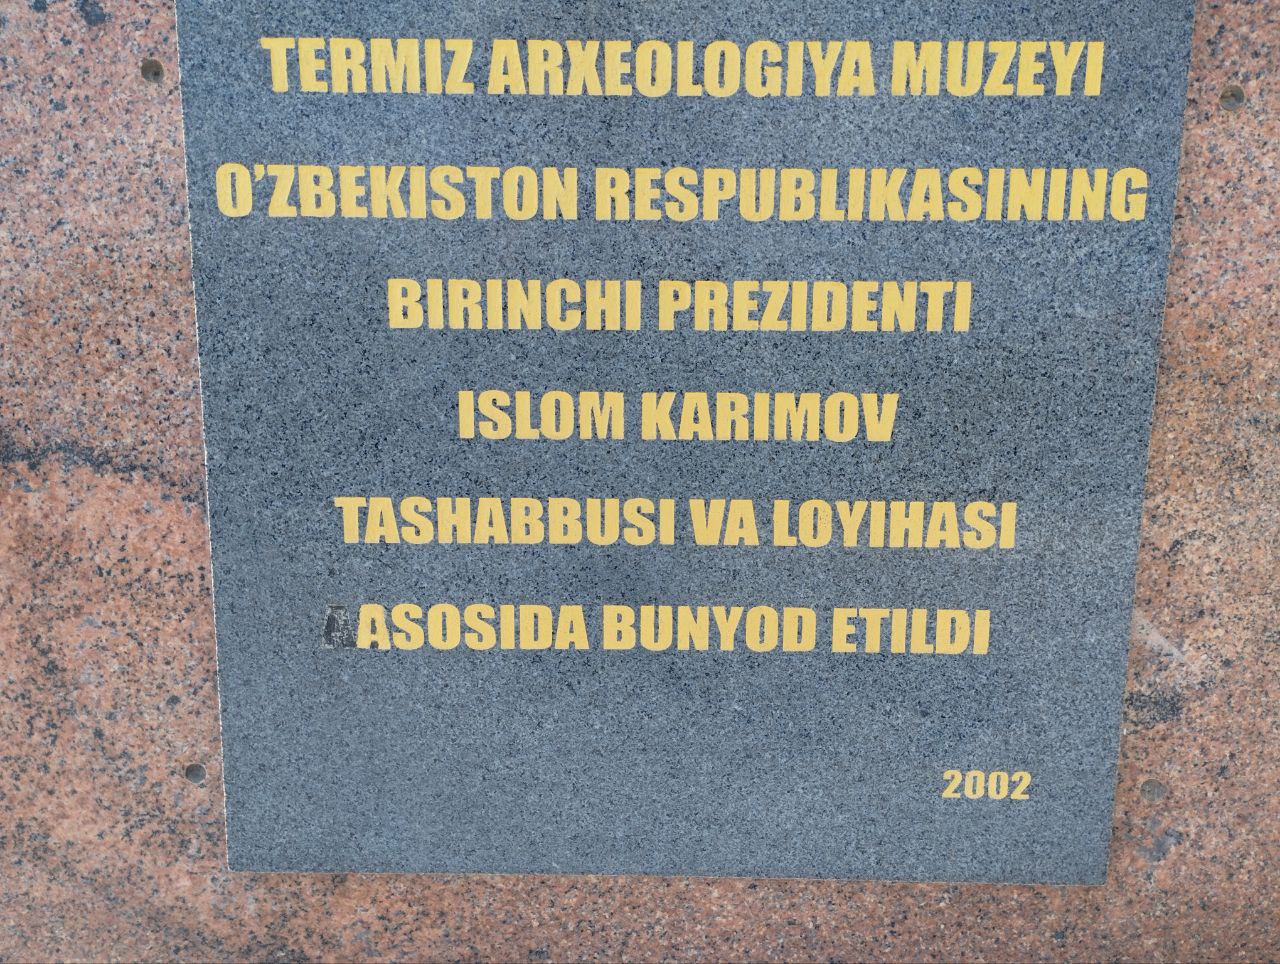 TERMIZ ARXEOLOGIYA MUZEYI
O'ZBEKISTON RESPUBLIKASINING
BIRINCHI PREZIDENTI
ISLOM KARIMOV
TASHABBUSI VA LOYIHASI
ASOSIDA BUNYOD ETILDI
2002